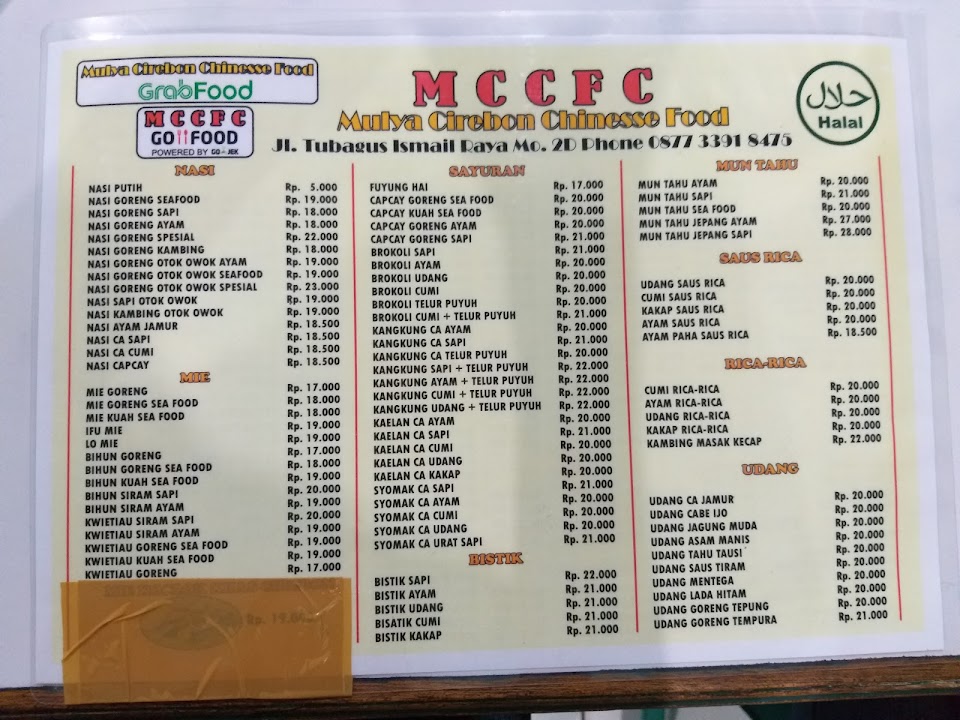 Mulya Cirebon Chinesse Food
GrabFood
MCCFC
GO FOOD
POWERED BY GO-JEK
MCCFC
Mulya Cirebon Chinesse Food
Jl. Tubagus Ismail Raya No. 2D Phone 0877 3391 8475
حلال
Halal
NASI
NASI PUTIH Rp. 5.000
NASI GORENG SEAFOOD Rp. 19.000
NASI GORENG SAPI Rp. 18.000
NASI GORENG AYAM Rp. 18.000
NASI GORENG SPESIAL Rp. 22.000
NASI GORENG KAMBING Rp. 18.000
NASI GORENG OTOK OWOK AYAM Rp. 19.000
NASI GORENG OTOK OWOK SEAFOOD Rp. 19.000
NASI GORENG OTOK OWOK SPESIAL Rp. 23.000
NASI SAPI OTOK OWOK Rp. 19.000
NASI KAMBING OTOK OWOK Rp. 19.000
NASI AYAM JAMUR Rp. 18.500
NASI CA SAPI Rp. 18.500
NASI CA CUMI Rp. 18.500
NASI CAPCAY Rp. 18.500
MIE
MIE GORENG Rp. 17.000
MIE GORENG SEA FOOD Rp. 18.000
MIE KUAH SEA FOOD Rp. 18.000
IFU MIE Rp. 19.000
LO MIE Rp. 19.000
BIHUN GORENG Rp. 17.000
BIHUN GORENG SEA FOOD Rp. 18.000
BIHUN KUAH SEA FOOD Rp. 19.000
BIHUN SIRAM SAPI Rp. 20.000
BIHUN SIRAM AYAM Rp. 19.000
KWIETIAU SIRAM SAPI Rp. 20.000
KWIETIAU SIRAM AYAM Rp. 19.000
KWIETIAU GORENG SEA FOOD Rp. 19.000
KWIETIAU KUAH SEA FOOD Rp. 19.000
KWIETIAU GORENG Rp. 17.000
SAYURAN
FUYUNG HAI Rp. 17.000
CAPCAY GORENG SEA FOOD Rp. 20.000
CAPCAY KUAH SEA FOOD Rp. 20.000
CAPCAY GORENG AYAM Rp. 20.000
CAPCAY GORENG SAPI Rp. 21.000
BROKOLI SAPI Rp. 21.000
BROKOLI AYAM Rp. 20.000
BROKOLI UDANG Rp. 20.000
BROKOLI CUMI Rp. 20.000
BROKOLI TELUR PUYUH Rp. 20.000
BROKOLI CUMI + TELUR PUYUH Rp. 21.000
KANGKUNG CA AYAM Rp. 20.000
KANGKUNG CA SAPI Rp. 21.000
KANGKUNG CA TELUR PUYUH Rp. 20.000
KANGKUNG SAPI + TELUR PUYUH Rp. 22.000
KANGKUNG AYAM + TELUR PUYUH Rp. 22.000
KANGKUNG CUMI + TELUR PUYUH Rp. 22.000
KANGKUNG UDANG + TELUR PUYUH Rp. 22.000
KAELAN CA AYAM Rp. 20.000
KAELAN CA SAPI Rp. 21.000
KAELAN CA CUMI Rp. 20.000
KAELAN CA UDANG Rp. 20.000
KAELAN CA KAKAP Rp. 20.000
SYOMAK CA SAPI Rp. 21.000
SYOMAK CA AYAM Rp. 20.000
SYOMAK CA CUMI Rp. 20.000
SYOMAK CA UDANG Rp. 20.000
SYOMAK CA URAT SAPI Rp. 21.000
BISTIK
BISTIK SAPI Rp. 22.000
BISTIK AYAM Rp. 21.000
BISTIK UDANG Rp. 21.000
BISATIK CUMI Rp. 21.000
BISTIK KAKAP Rp. 21.000
MUN TAHU
MUN TAHU AYAM Rp. 20.000
MUN TAHU SAPI Rp. 21.000
MUN TAHU SEA FOOD Rp. 20.000
MUN TAHU JEPANG AYAM Rp. 27.000
MUN TAHU JEPANG SAPI Rp. 28.000
SAUS RICA
UDANG SAUS RICA Rp. 20.000
CUMI SAUS RICA Rp. 20.000
KAKAP SAUS RICA Rp. 20.000
AYAM SAUS RICA Rp. 20.000
AYAM PAHA SAUS RICA Rp. 18.500
RICA-RICA
CUMI RICA-RICA Rp. 20.000
AYAM RICA-RICA Rp. 20.000
UDANG RICA-RICA Rp. 20.000
KAKAP RICA-RICA Rp. 20.000
KAMBING MASAK KECAP Rp. 22.000
UDANG
UDANG CA JAMUR Rp. 20.000
UDANG CABE IJO Rp. 20.000
UDANG JAGUNG MUDA Rp. 20.000
UDANG ASAM MANIS Rp. 20.000
UDANG TAHU TAUSI Rp. 20.000
UDANG SAUS TIRAM Rp. 20.000
UDANG MENTEGA Rp. 20.000
UDANG LADA HITAM Rp. 20.000
UDANG GORENG TEPUNG Rp. 20.000
UDANG GORENG TEMPURA Rp. 21.000